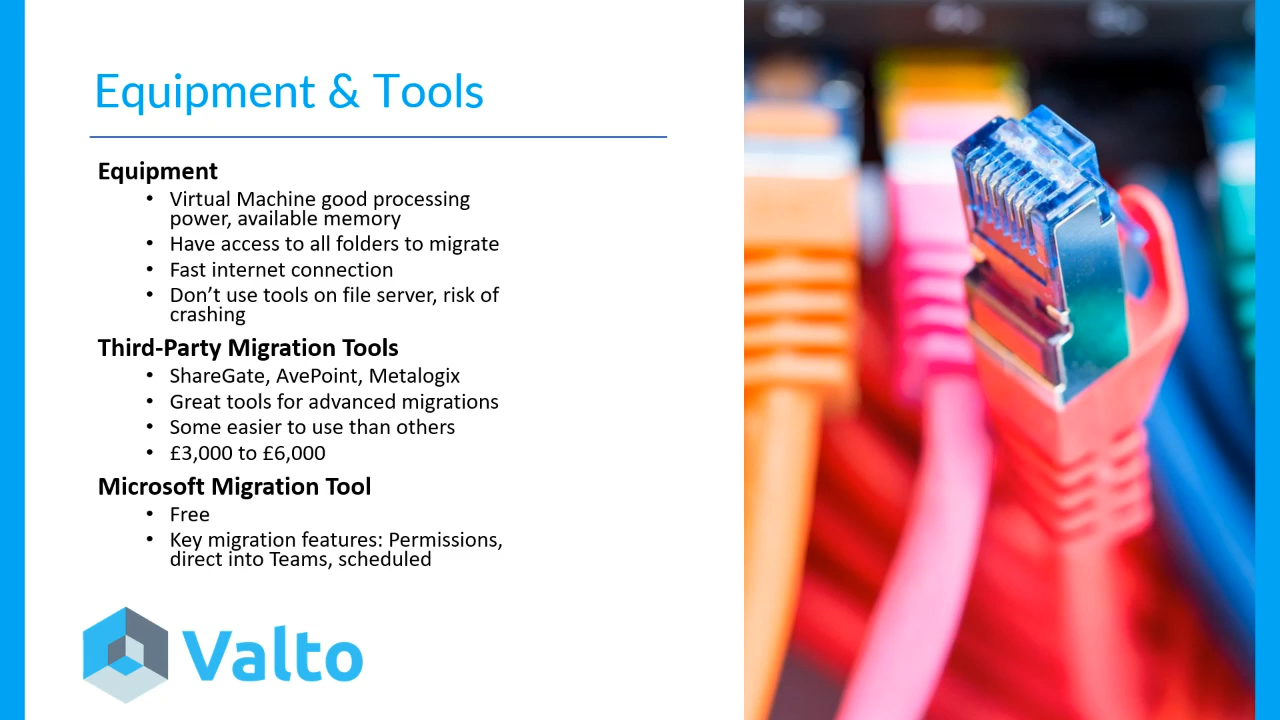 Equipment & Tools
Equipment
• Virtual Machine good processing
power, available memory
• Have access to all folders to migrate
• Fast internet connection
• Don’t use tools on file server, risk of
crashing
Third-Party Migration Tools
• ShareGate, AvePoint, Metalogix
• Great tools for advanced migrations
• Some easier to use than others
• £3,000 to £6,000
Microsoft Migration Tool
• Free
• Key migration features: Permissions,
direct into Teams, scheduled
Valto